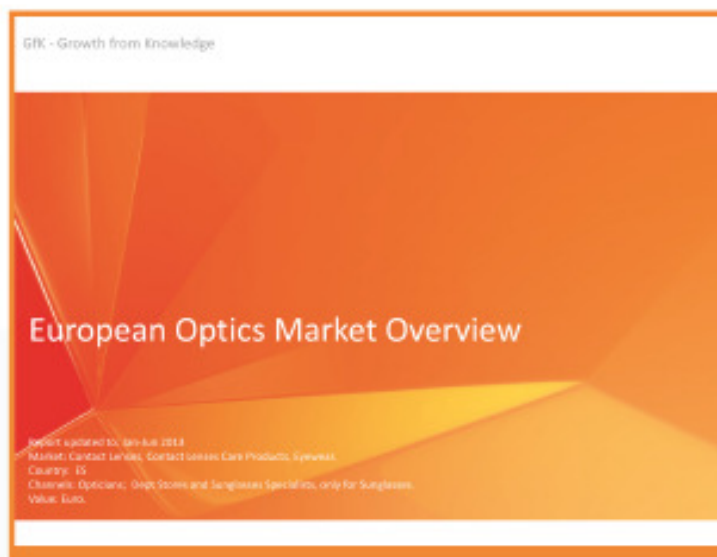 GfK - Growth from Knowledge
European Optics Market Overview
Report updated to: Jan-Jun 2013
Market: Contact Lenses, Contact Lenses Care Products, Eyewear.
Country: ES
Channels: Opticians; Dept Stores and Sunglasses Specialists, only for Sunglasses.
Value: Euro.